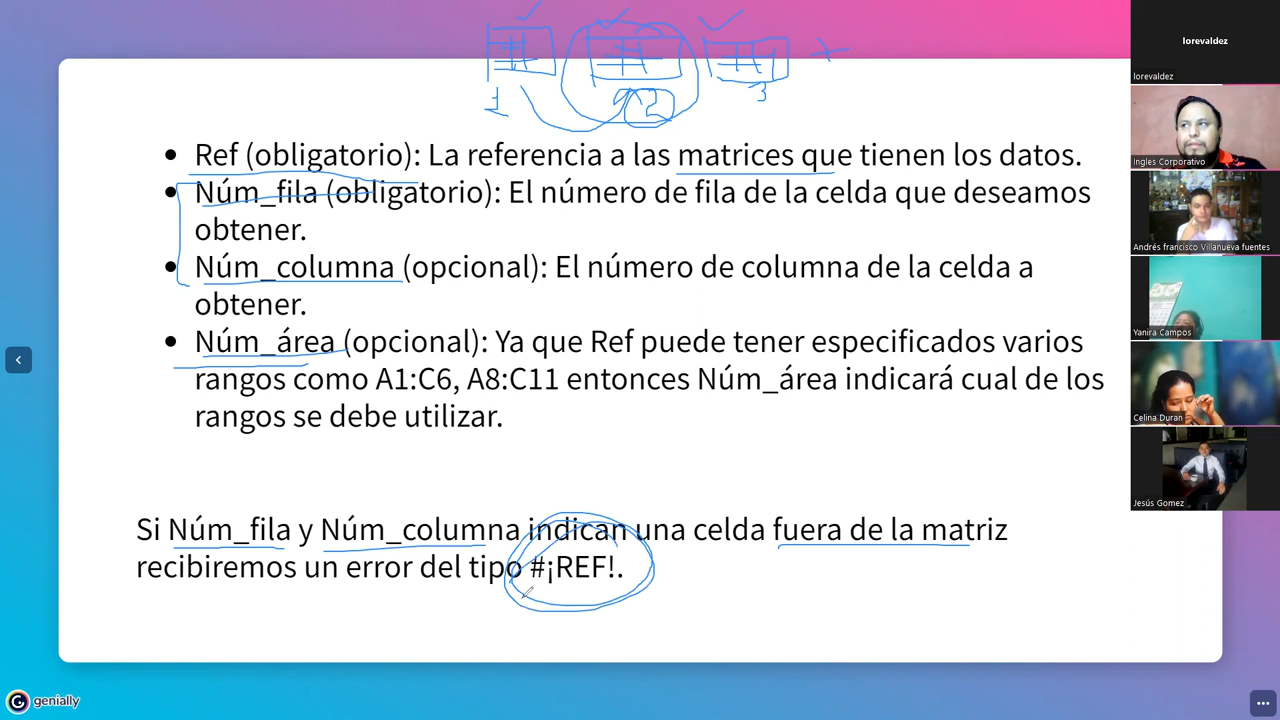 1
2
3
+
lorevaldez
lorevaldez
Ref (obligatorio): La referencia a las matrices que tienen los datos.
Núm_fila (obligatorio): El número de fila de la celda que deseamos
obtener.
Núm_columna (opcional): El número de columna de la celda a
obtener.
Núm_área (opcional): Ya que Ref puede tener especificados varios
rangos como A1:C6, A8:C11 entonces Núm_área indicará cual de los
rangos se debe utilizar.
Si Núm_fila y Núm_columna indican una celda fuera de la matriz
recibiremos un error del tipo #¡REF!.
Ingles Corporativo
Andrés francisco Villanueva fuentes
Yanira Campos
Celina Duran
Jesús Gomez
genially